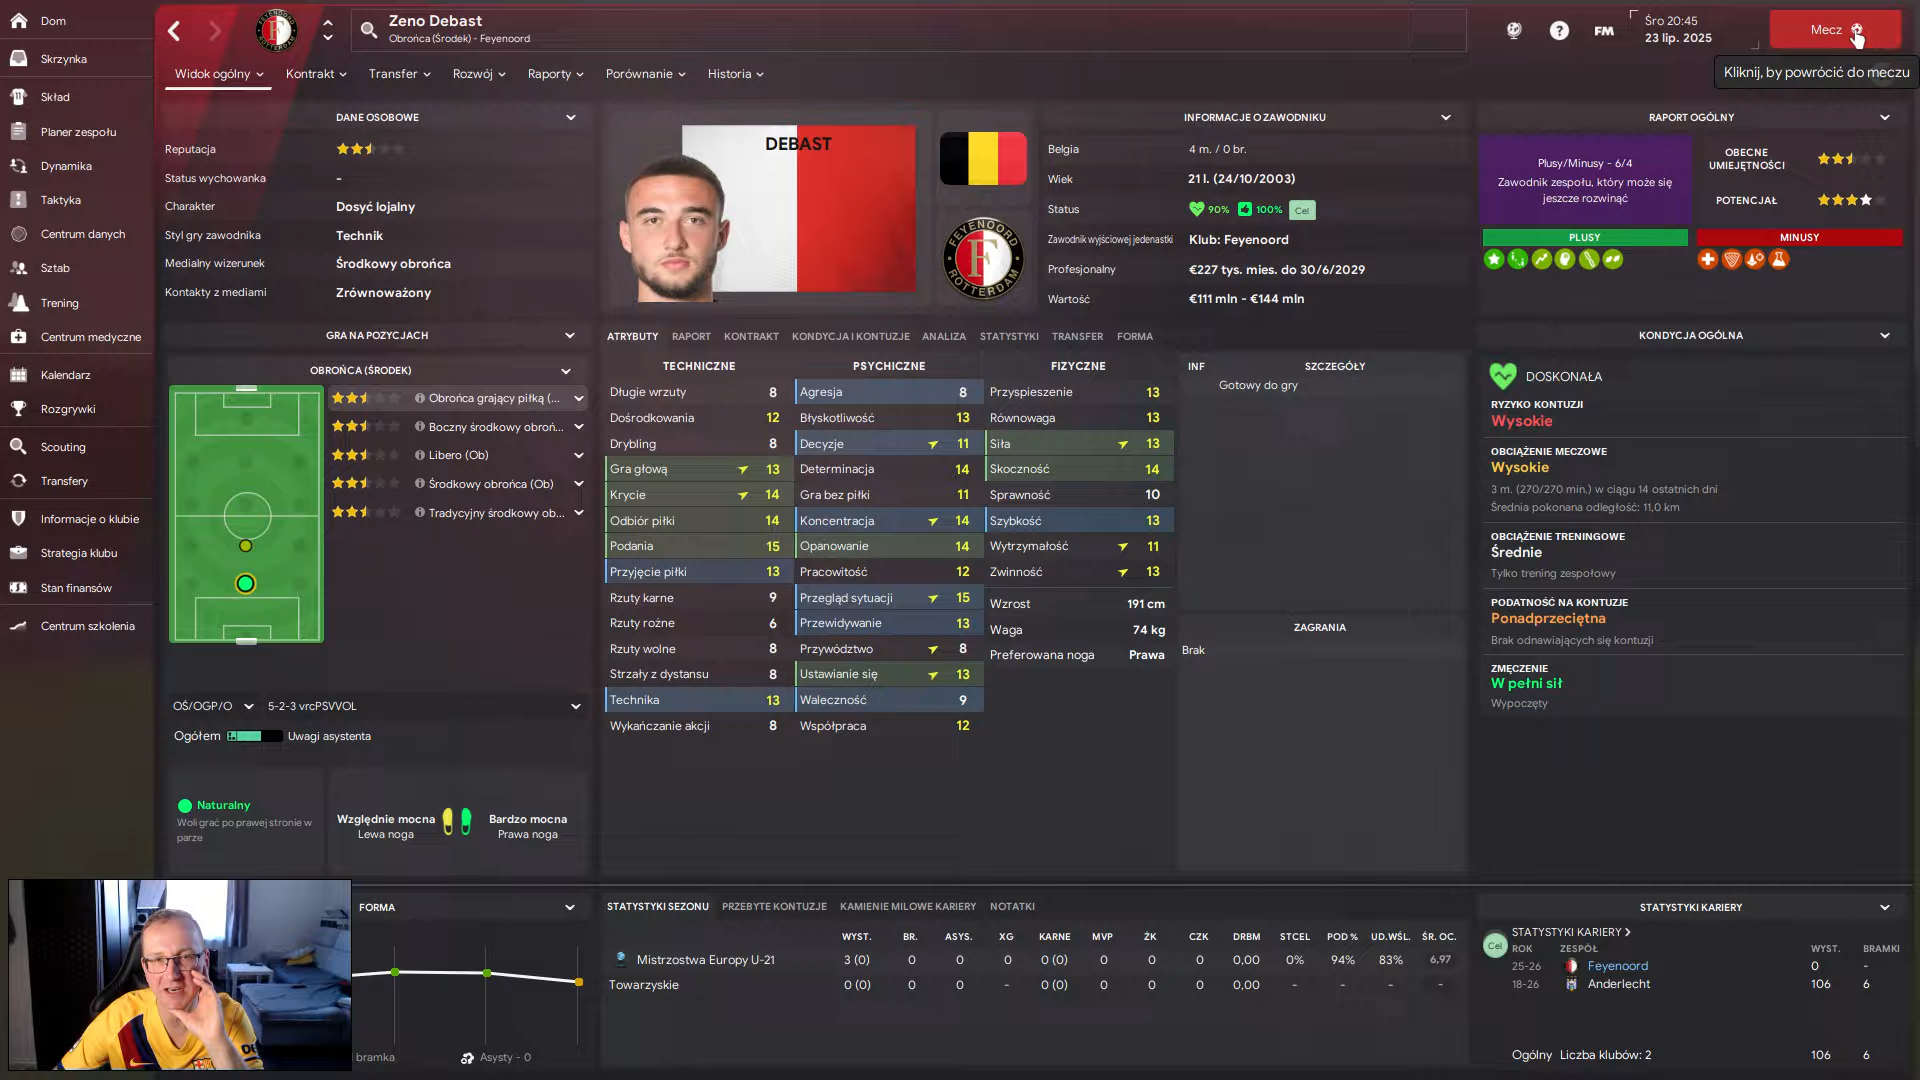 Dom
Skrzynka
Skład
Planer zespołu
Dynamika
Taktyka
Centrum danych
Sztab
Trening
Centrum medyczne
Kalendarz
Rozgrywki
Scouting
Transfery
Informacje o klubie
Strategia klubu
Stan finansów
Centrum szkolenia
Zeno Debast
Obrońca (Środek) - Feyenoord
FM
Śro 20:45
23 lip. 2025
Mecz
Kliknij, by powrócić do meczu
Widok ogólny
Kontrakt
Transfer
Rozwój
Raporty
Porównanie
Historia
DANE OSOBOWE
Reputacja
Status wychowanka -
Charakter Dosyć lojalny
Styl gry zawodnika Technik
Medialny wizerunek Środkowy obrońca
Kontakty z mediami Zrównoważony
DEBAST
FEYENOORD
ROTTERDAM
INFORMACJE O ZAWODNIKU
Belgia 4 m. / 0 br.
Wiek 21 l. (24/10/2003)
Status 90% 100% Cel
Zawodnik wyjściowej jedenastki Klub: Feyenoord
Profesjonalny €227 tys. mies. do 30/6/2029
Wartość €111 mln - €144 mln
RAPORT OGÓLNY
Plusy/Minusy - 6/4
Zawodnik zespołu, który może się
jeszcze rozwinąć
OBECNE
UMIEJĘTNOŚCI
POTENCJAŁ
PLUSY
MINUSY
GRA NA POZYCJACH
OBROŃCA (ŚRODEK)
Obrońca grający piłką (...
Boczny środkowy obroń...
Libero (Ob)
Środkowy obrońca (Ob)
Tradycyjny środkowy ob...
OŚ/OGP/O 5-2-3 vrcPSVVOL
Ogółem Uwagi asystenta
Naturalny
Woli grać po prawej stronie w
parze
Względnie mocna
Lewa noga
Bardzo mocna
Prawa noga
ATRYBUTY RAPORT KONTRAKT KONDYCJA I KONTUZJE ANALIZA STATYSTYKI TRANSFER FORMA
TECHNICZNE
Długie wrzuty 8
Dośrodkowania 12
Drybling 8
Gra głową 13
Krycie 14
Odbiór piłki 14
Podania 15
Przyjęcie piłki 13
Rzuty karne 9
Rzuty rożne 6
Rzuty wolne 8
Strzały z dystansu 8
Technika 13
Wykańczanie akcji 8
PSYCHICZNE
Agresja 8
Błyskotliwość 13
Decyzje 11
Determinacja 14
Gra bez piłki 11
Koncentracja 14
Opanowanie 14
Pracowitość 12
Przegląd sytuacji 15
Przewidywanie 13
Przywództwo 8
Ustawianie się 13
Waleczność 9
Współpraca 12
FIZYCZNE
Przyspieszenie 13
Równowaga 13
Siła 13
Skoczność 14
Sprawność 10
Szybkość 13
Wytrzymałość 11
Zwinność 13
Wzrost 191 cm
Waga 74 kg
Preferowana noga Prawa
INF SZCZEGÓŁY
Gotowy do gry
ZAGRANIA
Brak
KONDYCJA OGÓLNA
DOSKONAŁA
RYZYKO KONTUZJI
Wysokie
OBCIĄŻENIE MECZOWE
Wysokie
3 m. (270/270 min.) w ciągu 14 ostatnich dni
Średnia pokonana odległość: 11,0 km
OBCIĄŻENIE TRENINGOWE
Średnie
Tylko trening zespołowy
PODATNOŚĆ NA KONTUZJE
Ponadprzeciętna
Brak odnawiających się kontuzji
ZMĘCZENIE
W pełni sił
Wypoczęty
FORMA
bramka
Asysty - 0
STATYSTYKI SEZONU PRZEBYTE KONTUZJE KAMIENIE MILOWE KARIERY NOTATKI
WYST. BR. ASYS. XG KARNE MVP ŻK CZK DRBM STCEL POD % UD.WŚL. ŚR. OC.
Mistrzostwa Europy U-21 3 (0) 0 0 0 0 (0) 0 0 0 0,00 0% 94% 83% 6,97
Towarzyskie 0 (0) 0 0 - 0 (0) 0 0 0 0,00 - - - -
STATYSTYKI KARIERY
Cel
STATYSTYKI KARIERY
ROK ZESPÓŁ WYST. BRAMKI
25-26 Feyenoord 0 -
18-26 Anderlecht 106 6
Ogólny Liczba klubów: 2 106 6